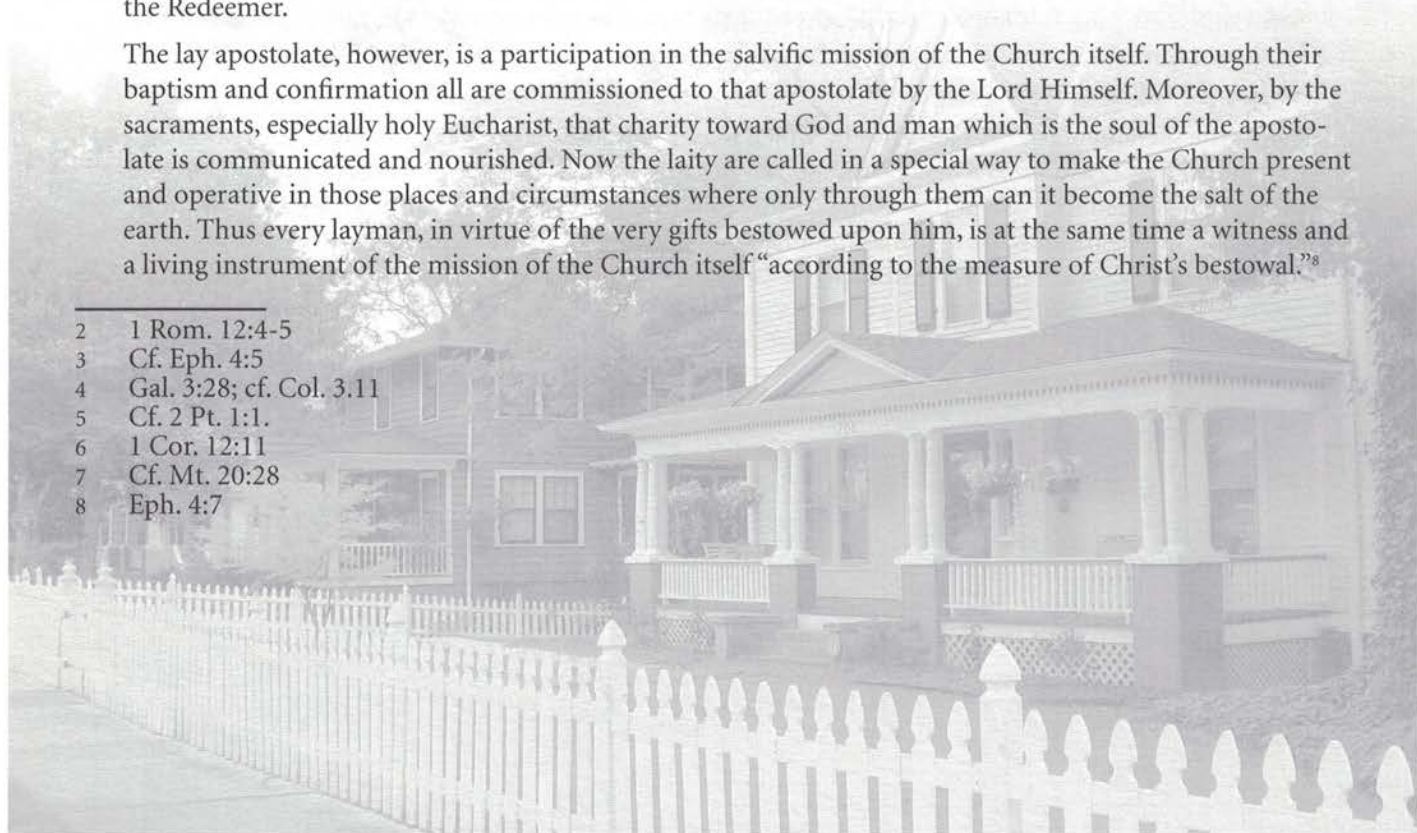 the Redeemer.
The lay apostolate, however, is a participation in the salvific mission of the Church itself. Through their
baptism and confirmation all are commissioned to that apostolate by the Lord Himself. Moreover, by the
sacraments, especially holy Eucharist, that charity toward God and man which is the soul of the aposto-
late is communicated and nourished. Now the laity are called in a special way to make the Church present
and operative in those places and circumstances where only through them can it become the salt of the
earth. Thus every layman, in virtue of the very gifts bestowed upon him, is at the same time a witness and
a living instrument of the mission of the Church itself “according to the measure of Christ’s bestowal.”⁸
2 1 Rom. 12:4-5
3 Cf. Eph. 4:5
4 Gal. 3:28; cf. Col. 3.11
5 Cf. 2 Pt. 1:1.
6 1 Cor. 12:11
7 Cf. Mt. 20:28
8 Eph. 4:7